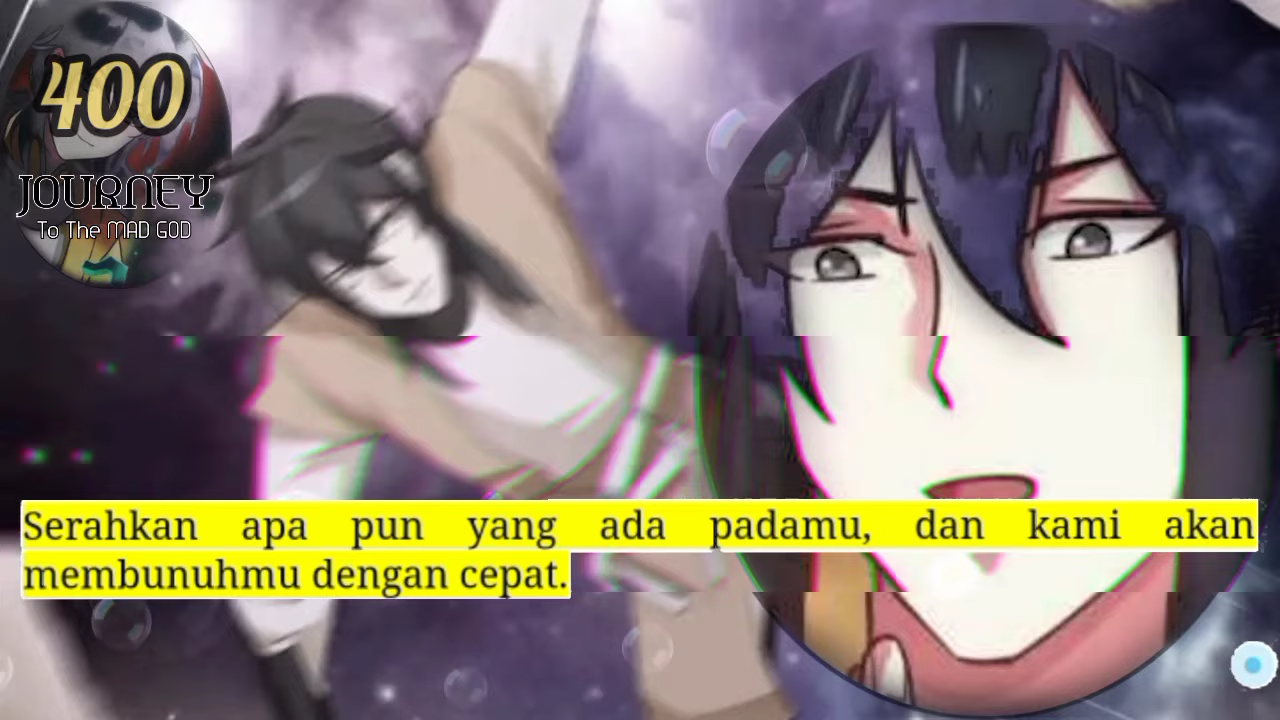 400
JOURNEY
To The MAD GOD
Serahkan apa pun yang ada padamu, dan kami akan
membunuhmu dengan cepat.